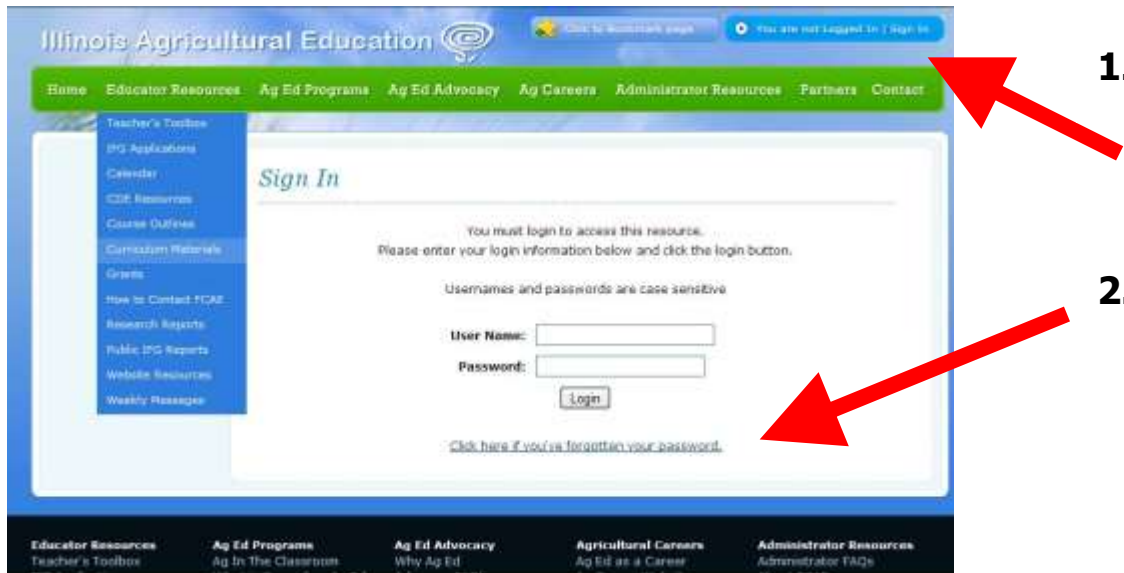 Illinois Agricultural Education
Click to Bookmark page
You are not Logged In | Sign In
1.
Home Educator Resources Ag Ed Programs Ag Ed Advocacy Ag Careers Administrator Resources Partners Contact
Teacher's Toolbox
IPG Applications
Calendar
CDE Resources
Course Outlines
Curriculum Materials
Grants
How to Contact FCAE
Research Reports
Public IPG Reports
Website Resources
Weekly Messages
Sign In
You must login to access this resource.
Please enter your login information below and click the login button.
Usernames and passwords are case sensitive
2.
User Name:
Password:
Login
Click here if you've forgotten your password.
Educator Resources Ag Ed Programs Ag Ed Advocacy Agricultural Careers Administrator Resources
Teacher's Toolbox Ag In The Classroom Why Ag Ed Ag Ed as a Career Administrator FAQs